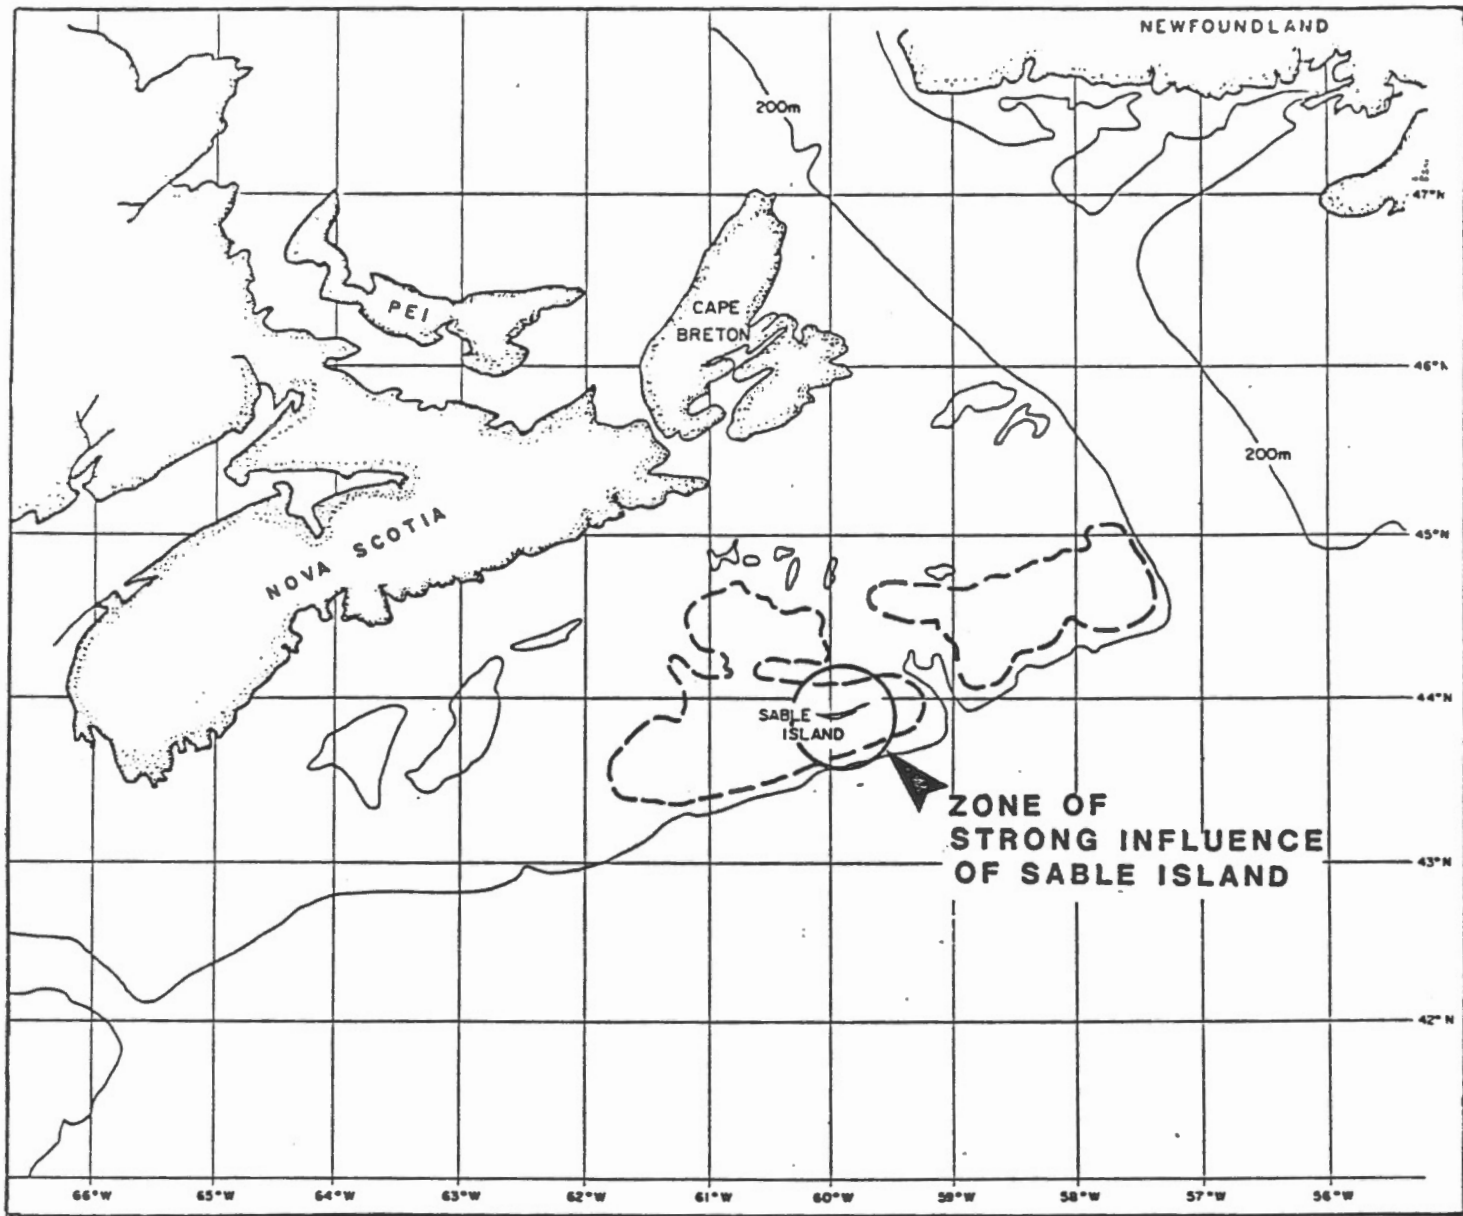 NEWFOUNDLAND
200m
47°N
PEI
CAPE
BRETON
46°N
200m
NOVA SCOTIA
45°N
44°N
SABLE
ISLAND
ZONE OF
STRONG INFLUENCE
OF SABLE ISLAND
43°N
42°N
66°W 65°W 64°W 63°W 62°W 61°W 60°W 59°W 58°W 57°W 56°W